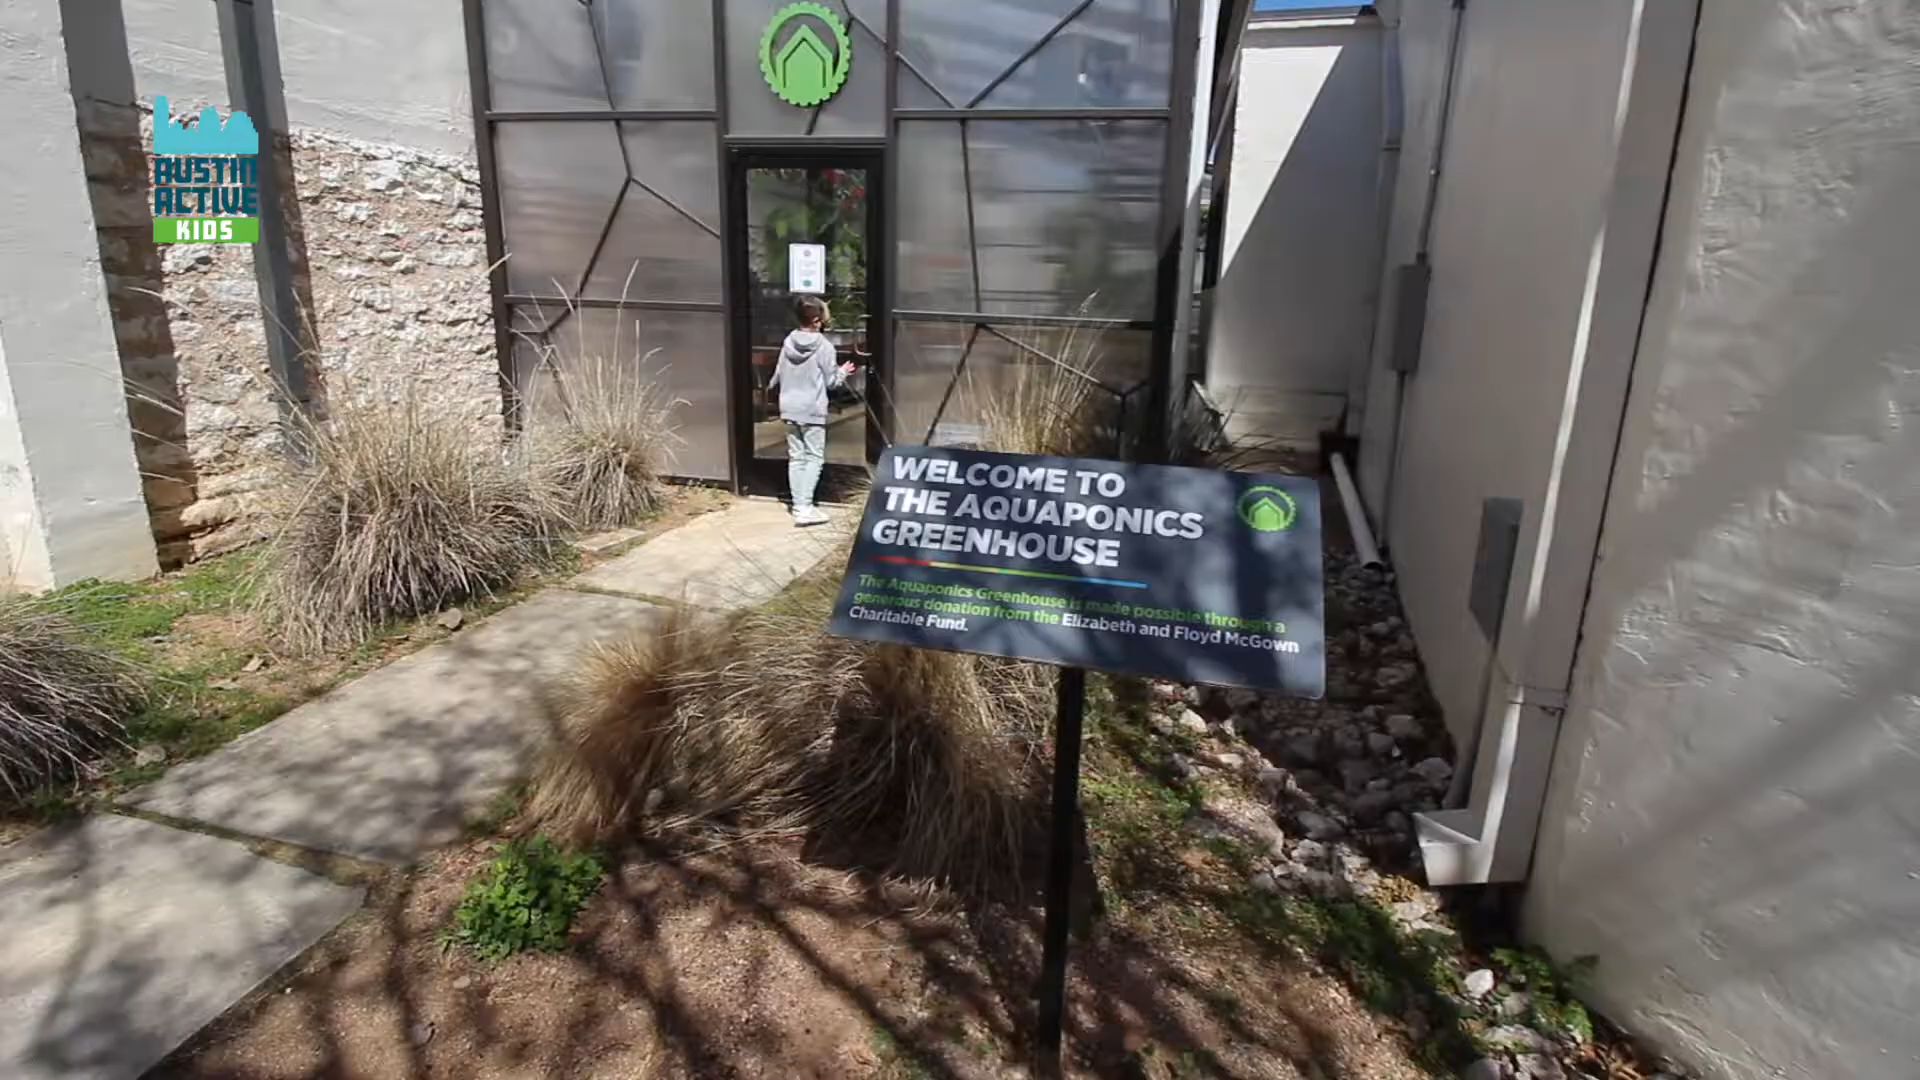 AUSTIN
ACTIVE
KIDS
WELCOME TO
THE AQUAPONICS
GREENHOUSE
The Aquaponics Greenhouse is made possible through a
generous donation from the Elizabeth and Floyd McGown
Charitable Fund.